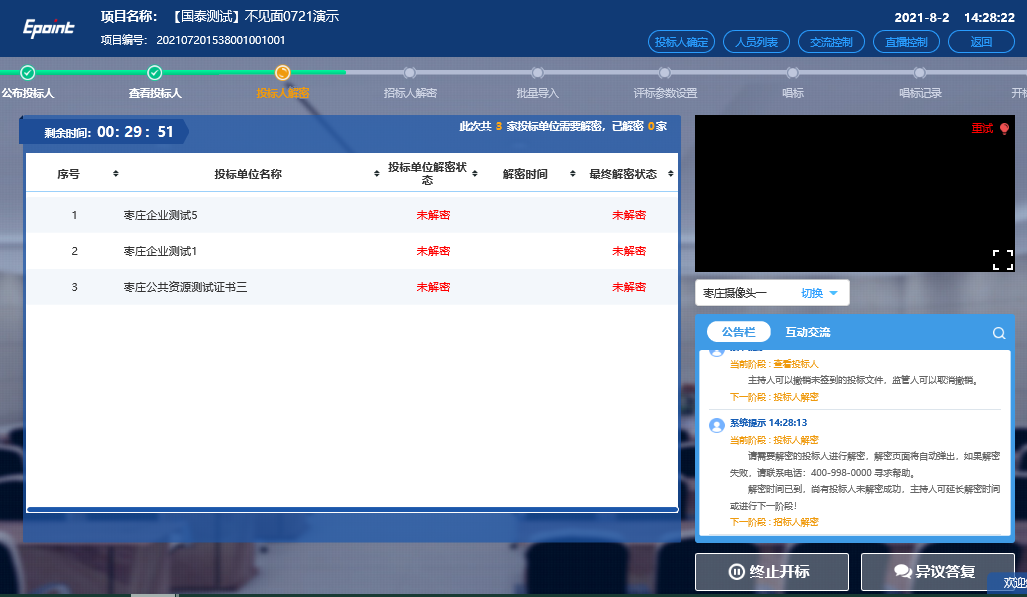 Epoint
项目名称： 【国泰测试】不见面0721演示
项目编号： 202107201538001001001
2021-8-2 14:28:22
投标人确定 人员列表 交流控制 直播控制 返回
公布投标人 查看投标人 投标人解密 招标人解密 批量导入 评标参数设置 唱标 唱标记录 开标
剩余时间: 00: 29: 51
此次共 3 家投标单位需要解密，已解密 0家
序号 投标单位名称 投标单位解密状态 解密时间 最终解密状态
1 枣庄企业测试5 未解密 未解密
2 枣庄企业测试1 未解密 未解密
3 枣庄公共资源测试证书三 未解密 未解密
重试
枣庄摄像头一 切换
公告栏 互动交流
当前阶段 : 查看投标人
主持人可以撤销未签到的投标文件，监管人可以取消撤销。
下一阶段 : 投标人解密
系统提示 14:28:13
当前阶段 : 投标人解密
请需要解密的投标人进行解密，解密页面将自动弹出，如果解密
失败，请联系电话：400-998-0000 寻求帮助。
解密时间已到，尚有投标人未解密成功，主持人可延长解密时间
或进行下一阶段！
下一阶段 : 招标人解密
终止开标 异议答复
欢迎